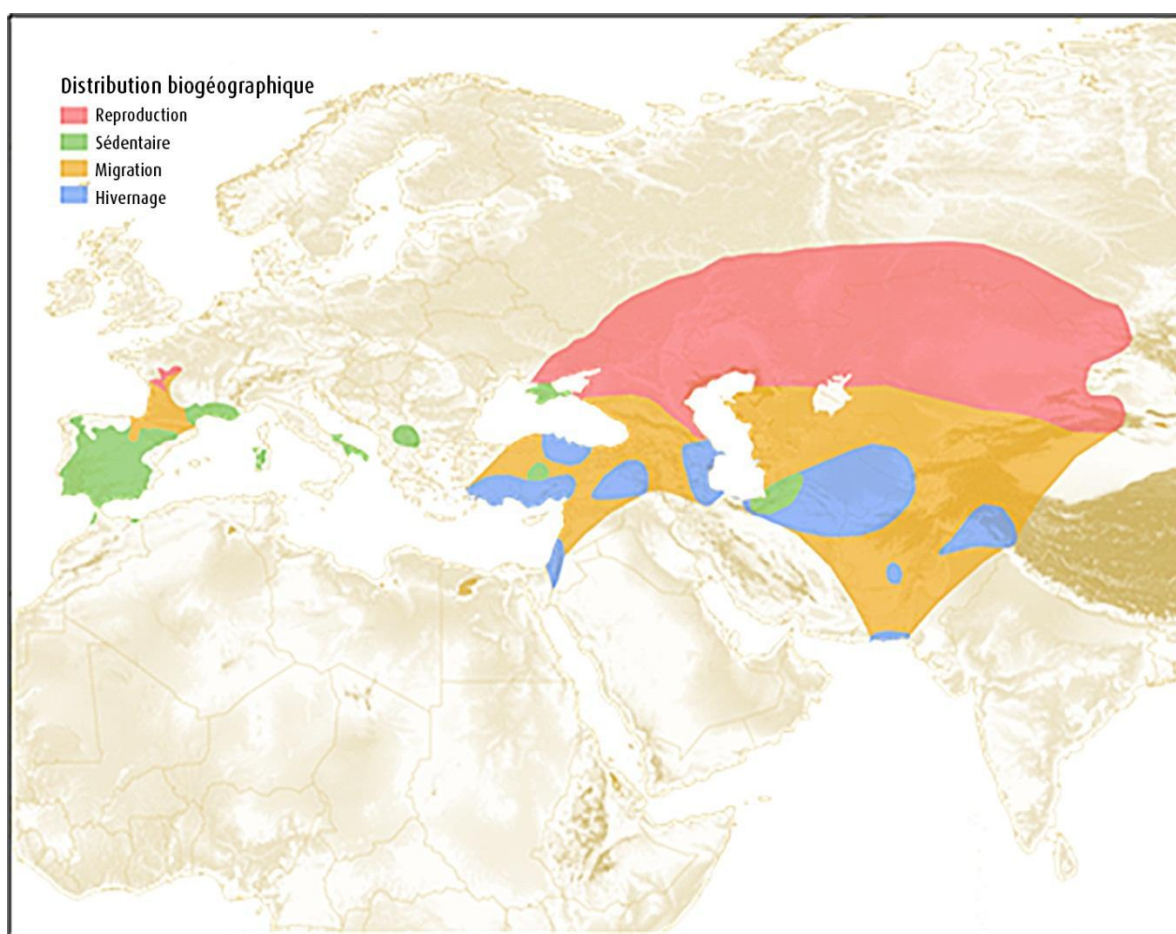 Distribution biogéographique
Reproduction
Sédentaire
Migration
Hivernage